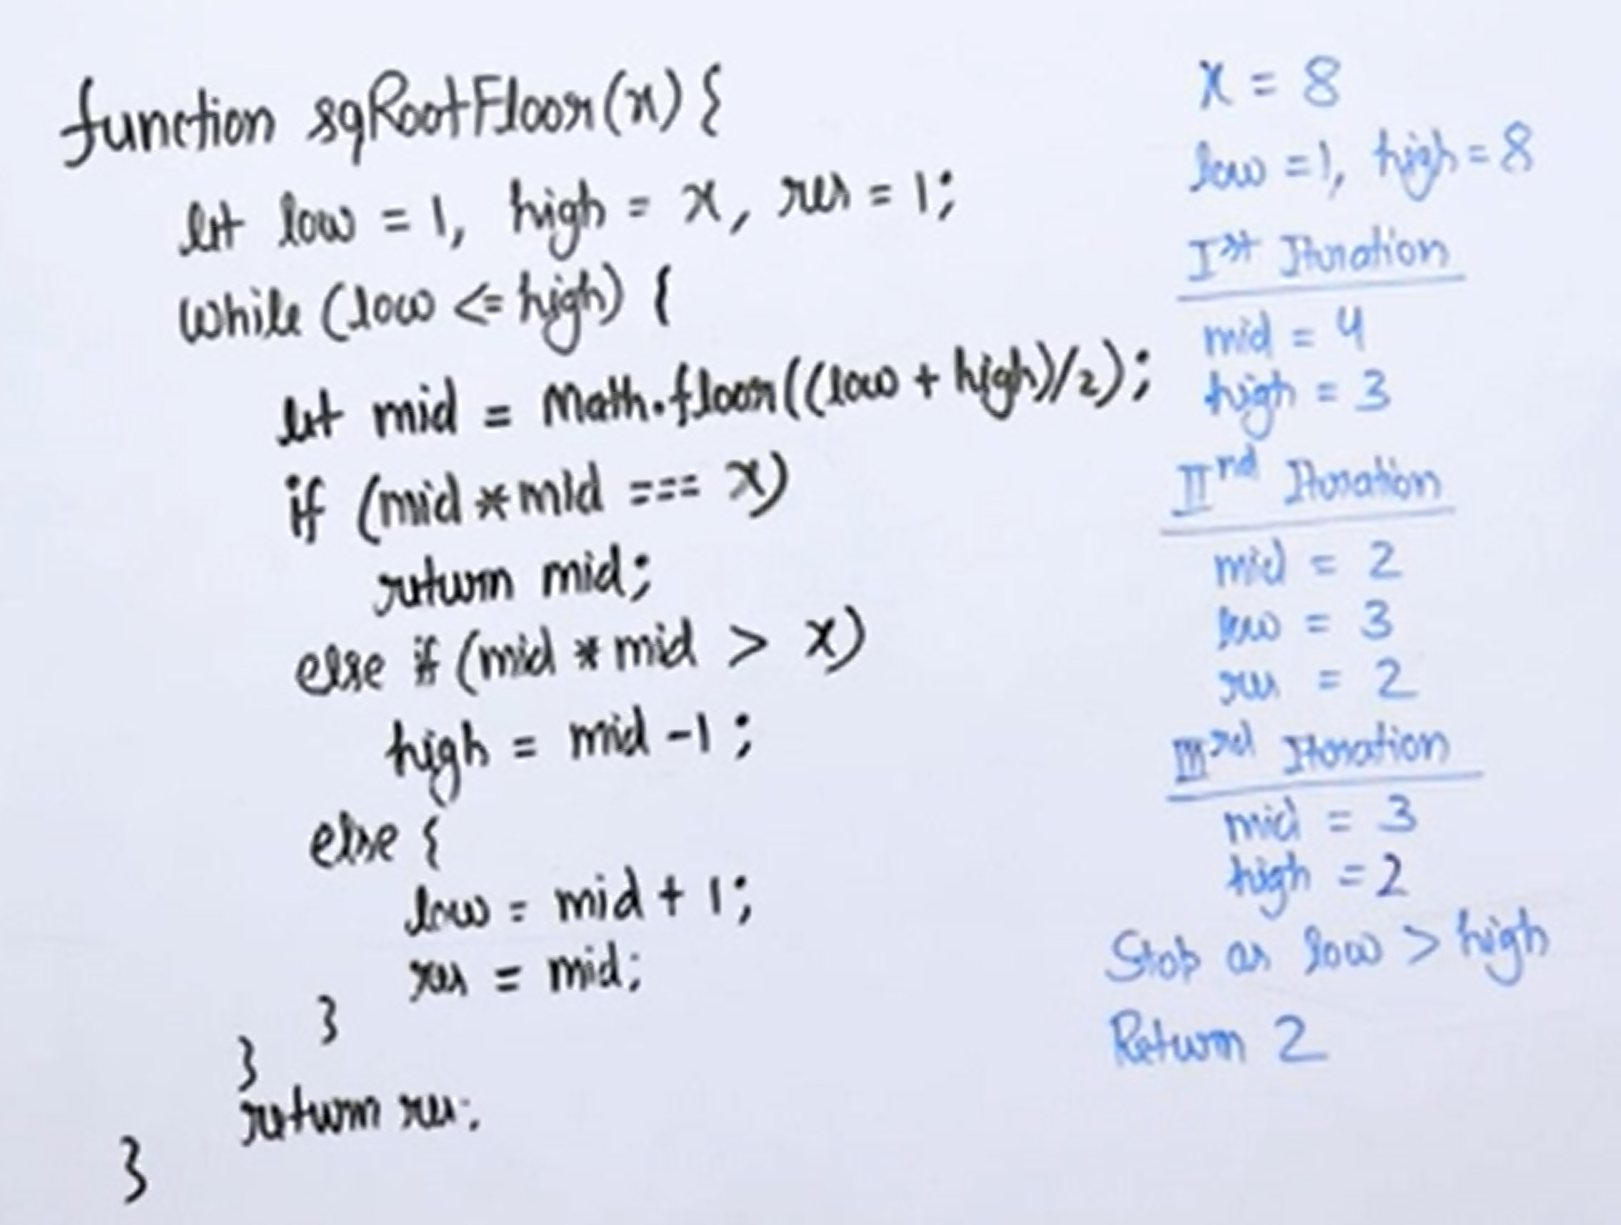 function sqRootFloor(x) {
let low = 1, high = x, res = 1;
while (low <= high) {
let mid = Math.floor((low + high)/2);
if (mid * mid === x)
return mid;
else if (mid * mid > x)
high = mid - 1;
else {
low = mid + 1;
res = mid;
}
}
return res;
}
x = 8
low = 1, high = 8
Ist Iteration
mid = 4
high = 3
IIrd Iteration
mid = 2
low = 3
res = 2
IIIrd Iteration
mid = 3
high = 2
Stop as low > high
Return 2